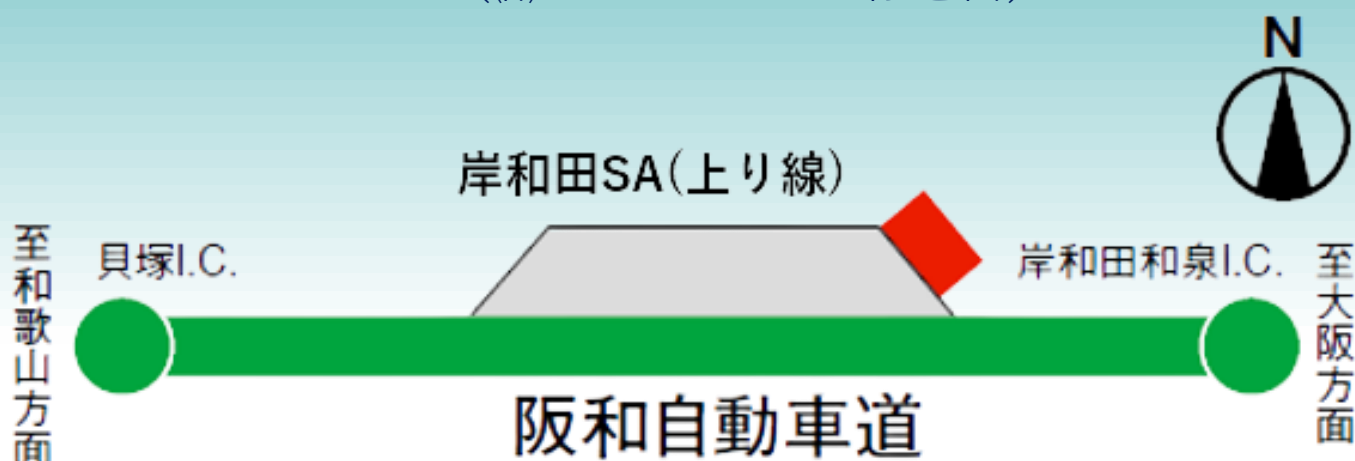 N
岸和田SA(上り線)
至和歌山方面
貝塚I.C.
岸和田和泉I.C.
至大阪方面
阪和自動車道